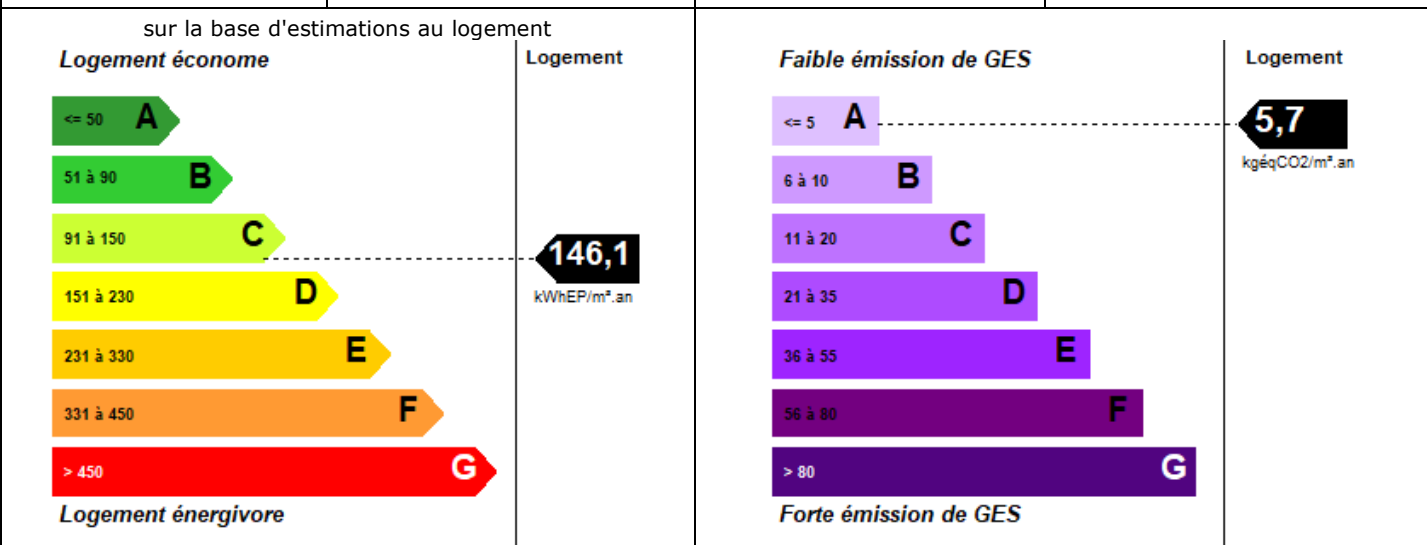 sur la base d'estimations au logement
Logement économe
Logement
<= 50 A
51 à 90 B
91 à 150 C
146,1
kWhEP/m².an
151 à 230 D
231 à 330 E
331 à 450 F
> 450 G
Logement énergivore
Faible émission de GES
Logement
<= 5 A
5,7
kgéqCO2/m².an
6 à 10 B
11 à 20 C
21 à 35 D
36 à 55 E
56 à 80 F
> 80 G
Forte émission de GES